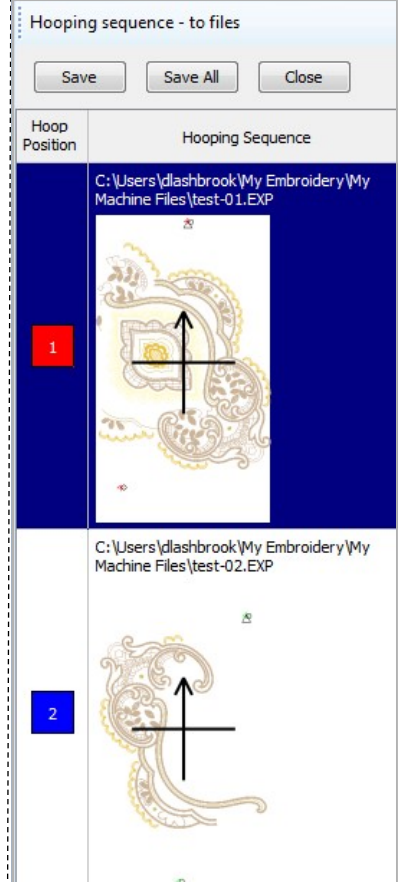 Hooping sequence - to files
Save Save All Close
Hoop
Position
Hooping Sequence
C:\Users\dlashbrook\My Embroidery\My
Machine Files\test-01.EXP
1
C:\Users\dlashbrook\My Embroidery\My
Machine Files\test-02.EXP
2